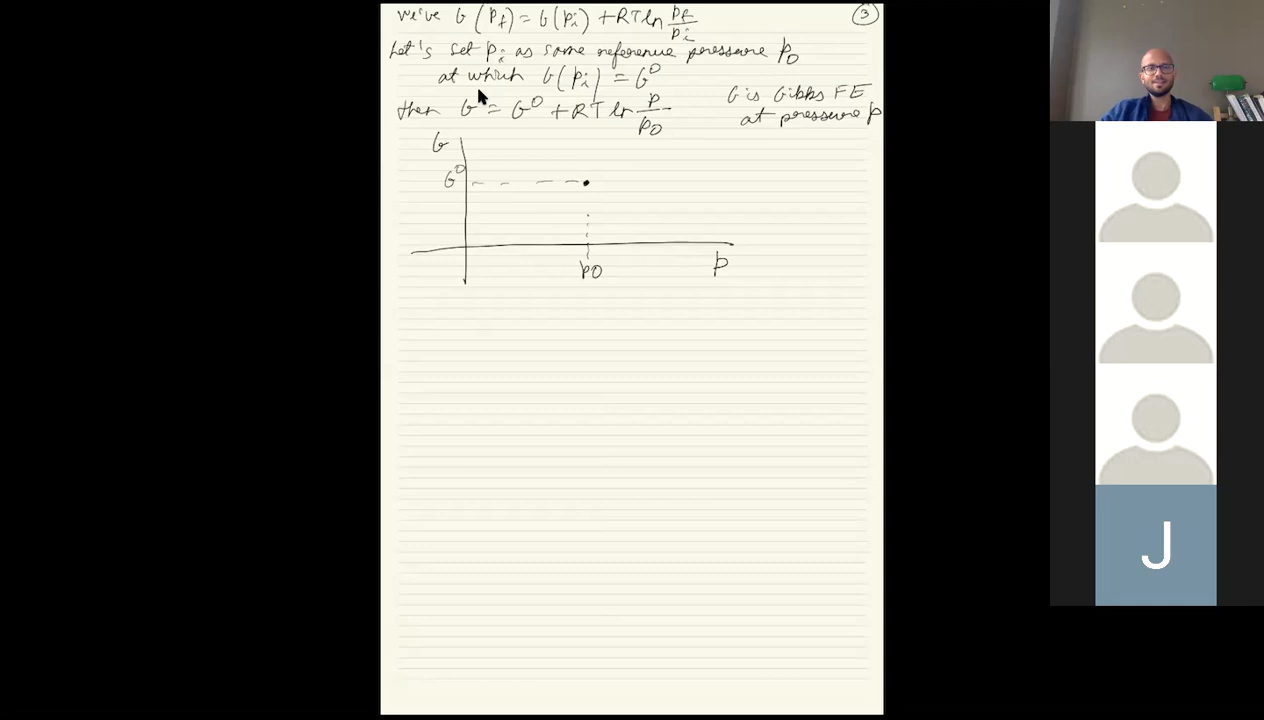 We've G(pf) = G(pi) + RT ln pf/pi
3
Let's set pi as some reference pressure p0
at which G(pi) = G⁰
then G = G⁰ + RT ln p/p0
G is Gibbs FE
at pressure p
G
G⁰
p0
p
J